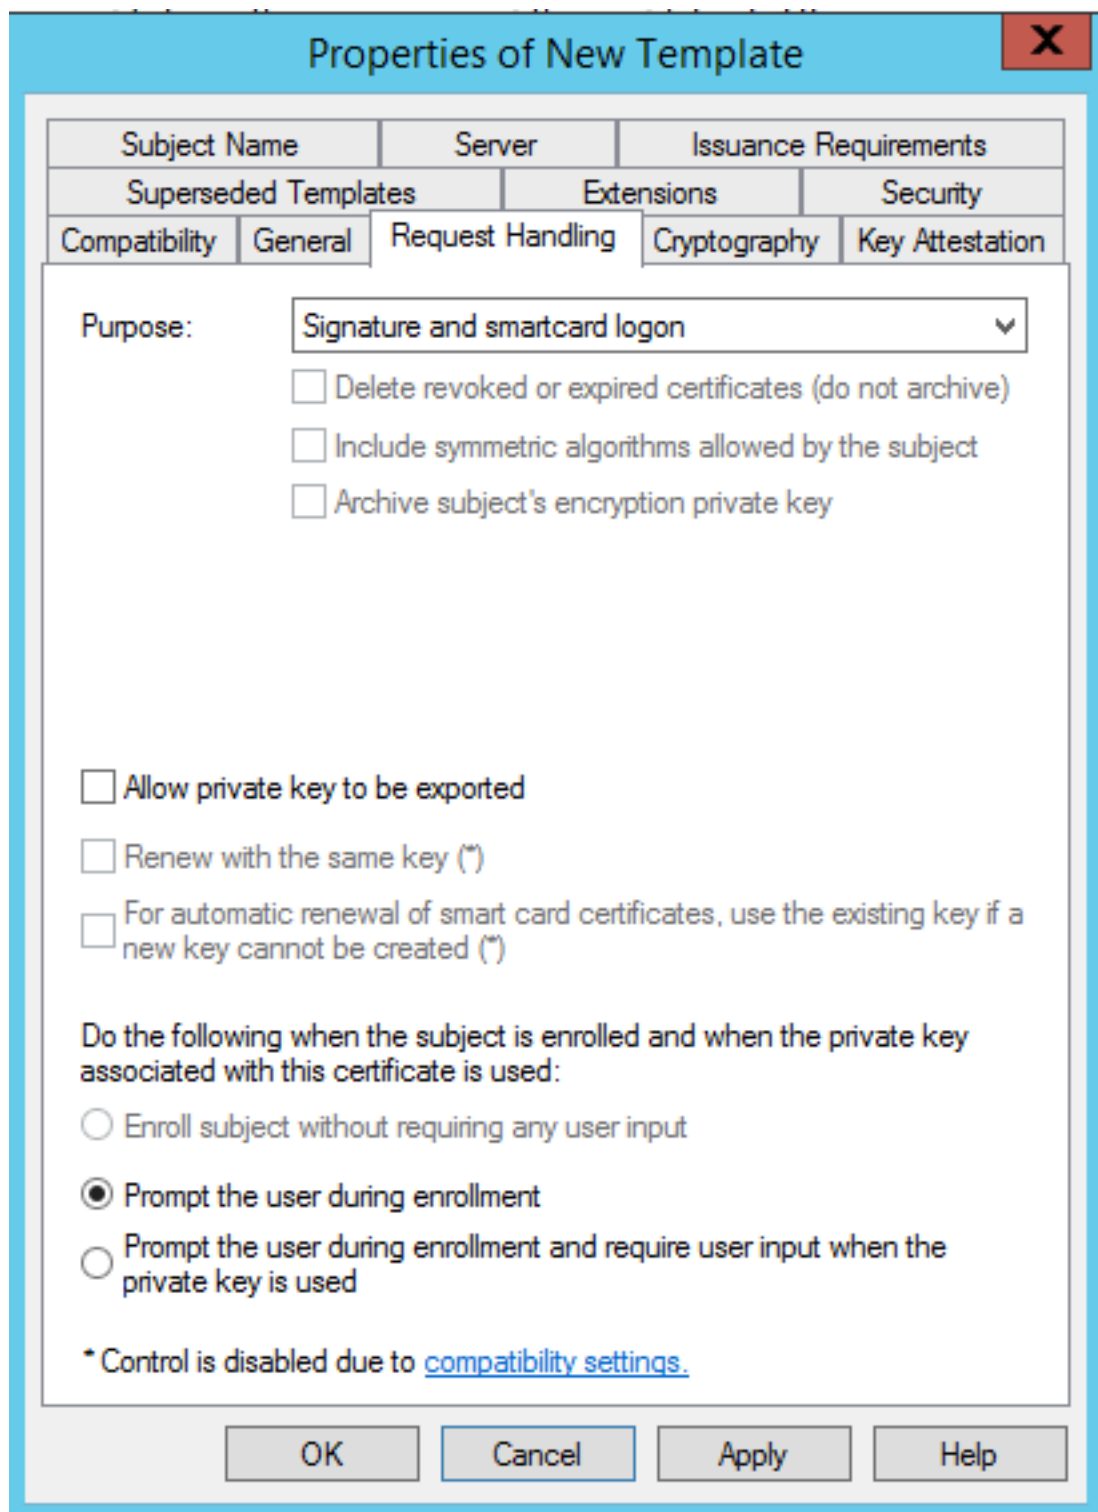 Properties of New Template
X
Subject Name
Server
Issuance Requirements
Superseded Templates
Extensions
Security
Compatibility
General
Request Handling
Cryptography
Key Attestation
Purpose:
Signature and smartcard logon
Delete revoked or expired certificates (do not archive)
Include symmetric algorithms allowed by the subject
Archive subject's encryption private key
Allow private key to be exported
Renew with the same key (*)
For automatic renewal of smart card certificates, use the existing key if a
new key cannot be created (*)
Do the following when the subject is enrolled and when the private key
associated with this certificate is used:
Enroll subject without requiring any user input
Prompt the user during enrollment
Prompt the user during enrollment and require user input when the
private key is used
* Control is disabled due to compatibility settings.
OK
Cancel
Apply
Help